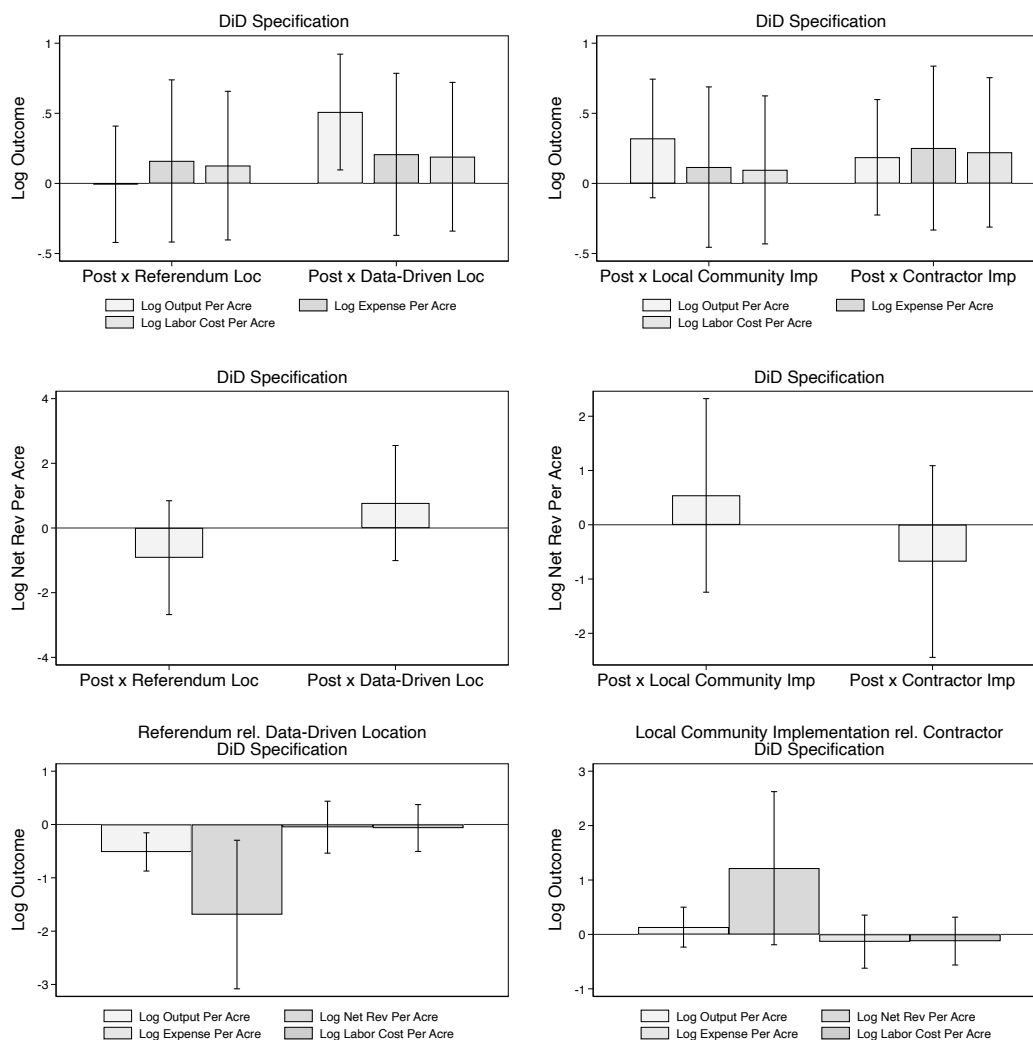 DiD Specification
Log Outcome
1
.5
0
-.5
Post x Referendum Loc Post x Data-Driven Loc
Log Output Per Acre Log Expense Per Acre
Log Labor Cost Per Acre
DiD Specification
Log Outcome
1
.5
0
-.5
Post x Local Community Imp Post x Contractor Imp
Log Output Per Acre Log Expense Per Acre
Log Labor Cost Per Acre
DiD Specification
Log Net Rev Per Acre
4
2
0
-2
-4
Post x Referendum Loc Post x Data-Driven Loc
DiD Specification
Log Net Rev Per Acre
2
1
0
-1
-2
Post x Local Community Imp Post x Contractor Imp
Referendum rel. Data-Driven Location
DiD Specification
Log Outcome
1
0
-1
-2
-3
Log Output Per Acre Log Net Rev Per Acre
Log Expense Per Acre Log Labor Cost Per Acre
Local Community Implementation rel. Contractor
DiD Specification
Log Outcome
3
2
1
0
-1
Log Output Per Acre Log Net Rev Per Acre
Log Expense Per Acre Log Labor Cost Per Acre